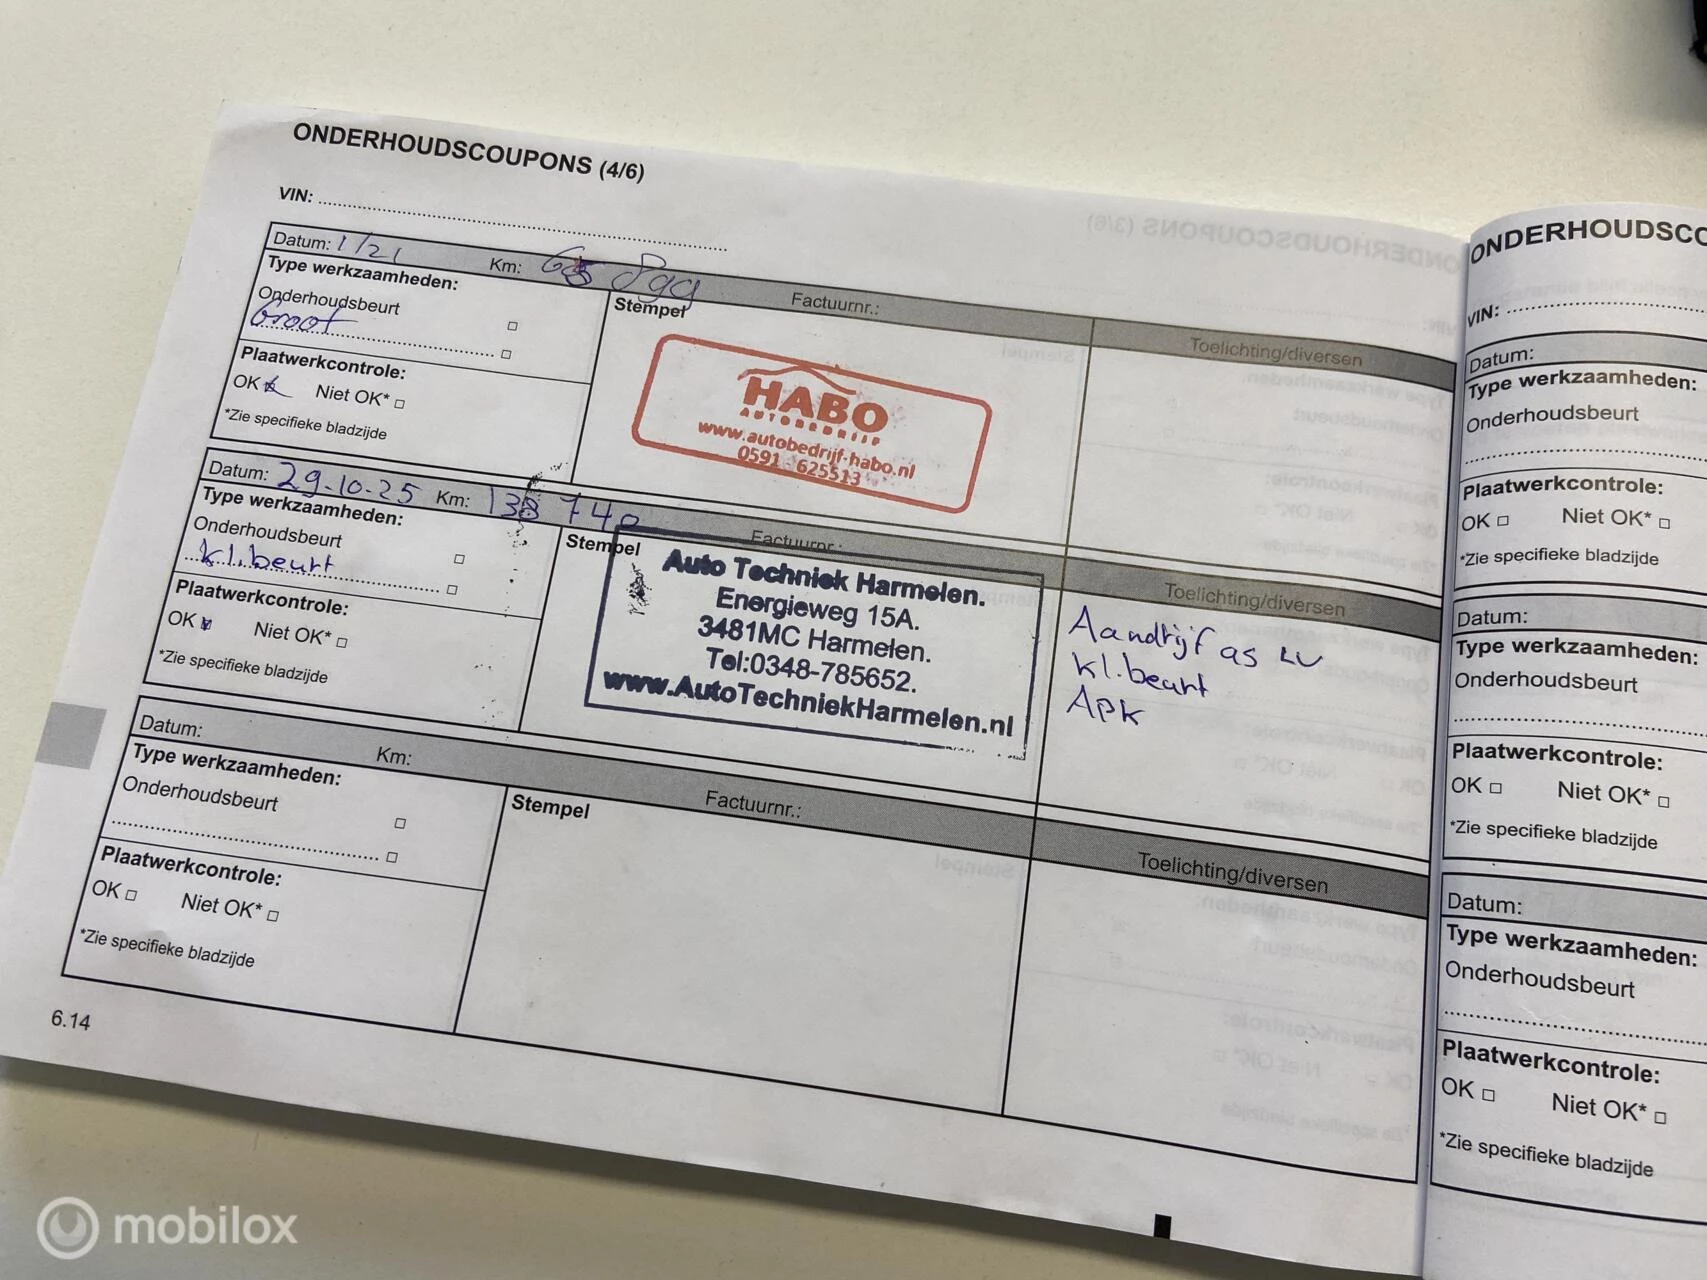 ONDERHOUDSCOUPONS (4/6)
VIN:
Datum: 1/21 Km: 899 Factuurnr.:
Type werkzaamheden:
Onderhoudsbeurt
Groot
Plaatwerkcontrole:
OK Niet OK*
*Zie specifieke bladzijde
Stempel
HABO
AUTOBEDRIJF
www.autobedrijf-habo.nl
0591 - 625513
Toelichting/diversen
Datum: 29-10-25 Km: 138 740 Factuurnr.:
Type werkzaamheden:
Onderhoudsbeurt
kl.beurt
Plaatwerkcontrole:
OK Niet OK*
*Zie specifieke bladzijde
Stempel
Auto Techniek Harmelen.
Energieweg 15A.
3481MC Harmelen.
Tel:0348-785652.
www.AutoTechniekHarmelen.nl
Toelichting/diversen
Aandrijf as LV
kl.beurt
APK
Datum: Km: Factuurnr.:
Type werkzaamheden:
Onderhoudsbeurt
Plaatwerkcontrole:
OK Niet OK*
*Zie specifieke bladzijde
Stempel
Toelichting/diversen
6.14
ONDERHOUDSCO
VIN:
Datum:
Type werkzaamheden:
Onderhoudsbeurt
Plaatwerkcontrole:
OK Niet OK*
*Zie specifieke bladzijde
Datum:
Type werkzaamheden:
Onderhoudsbeurt
Plaatwerkcontrole:
OK Niet OK*
*Zie specifieke bladzijde
Datum:
Type werkzaamheden:
Onderhoudsbeurt
Plaatwerkcontrole:
OK Niet OK*
*Zie specifieke bladzijde
mobilox